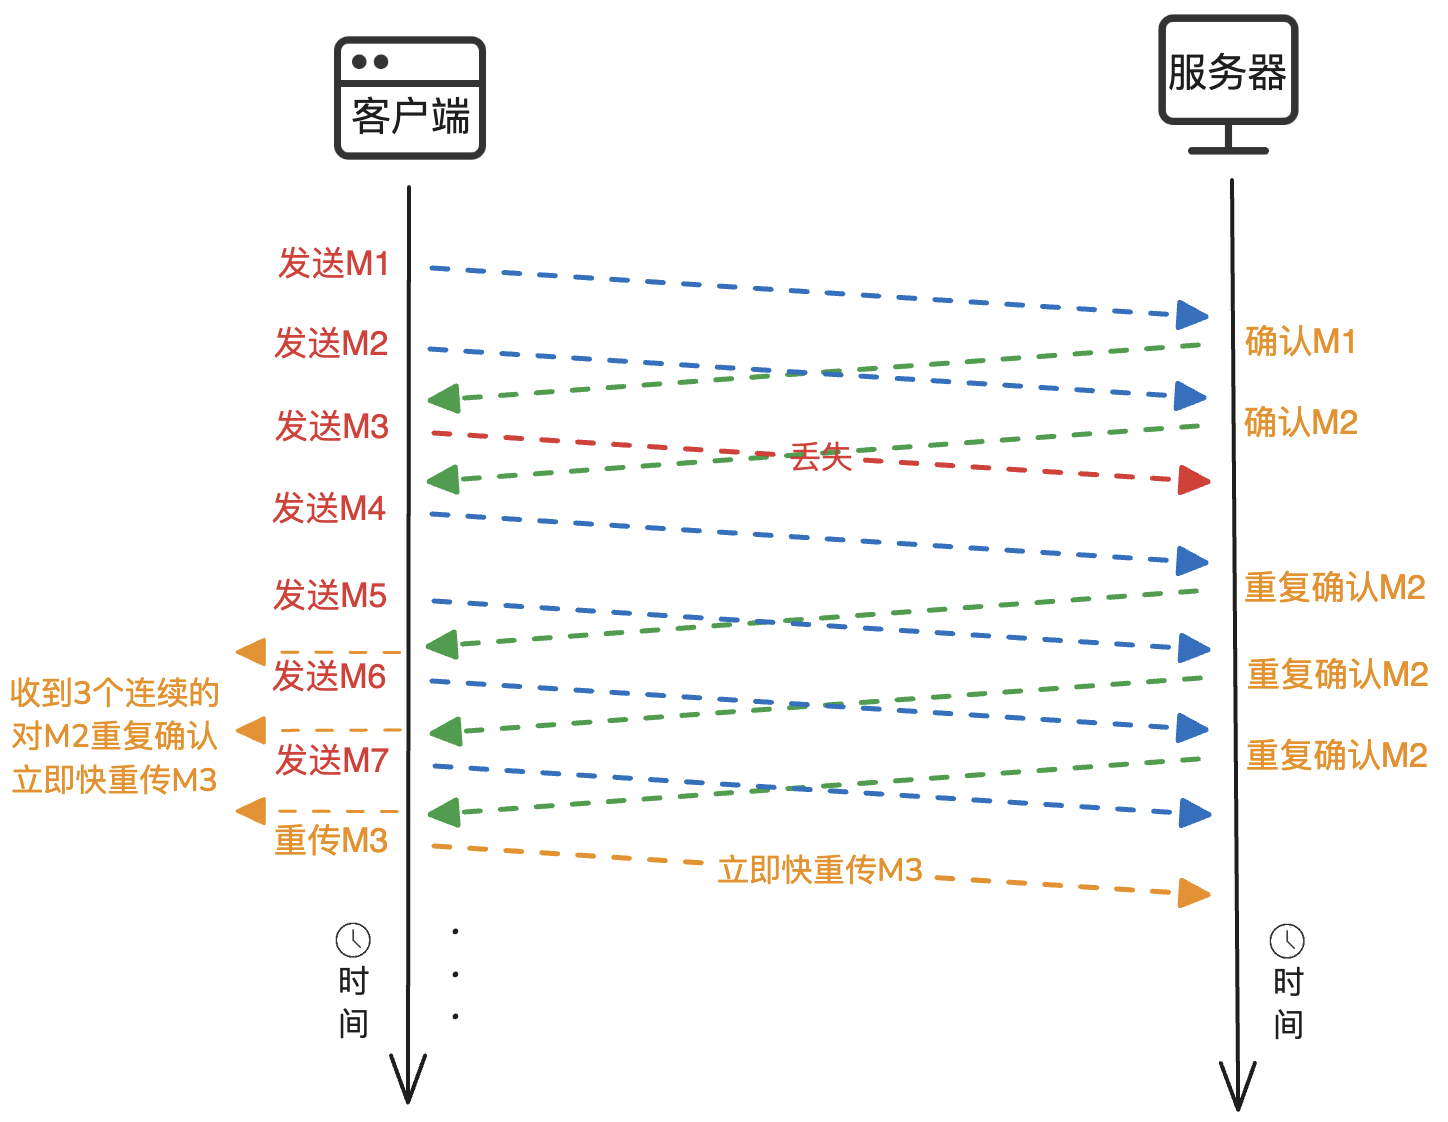 客户端
服务器
发送M1
发送M2
确认M1
发送M3
确认M2
丢失
发送M4
发送M5
重复确认M2
发送M6
重复确认M2
收到3个连续的
对M2重复确认
立即快重传M3
发送M7
重复确认M2
重传M3
立即快重传M3
时
间
时
间